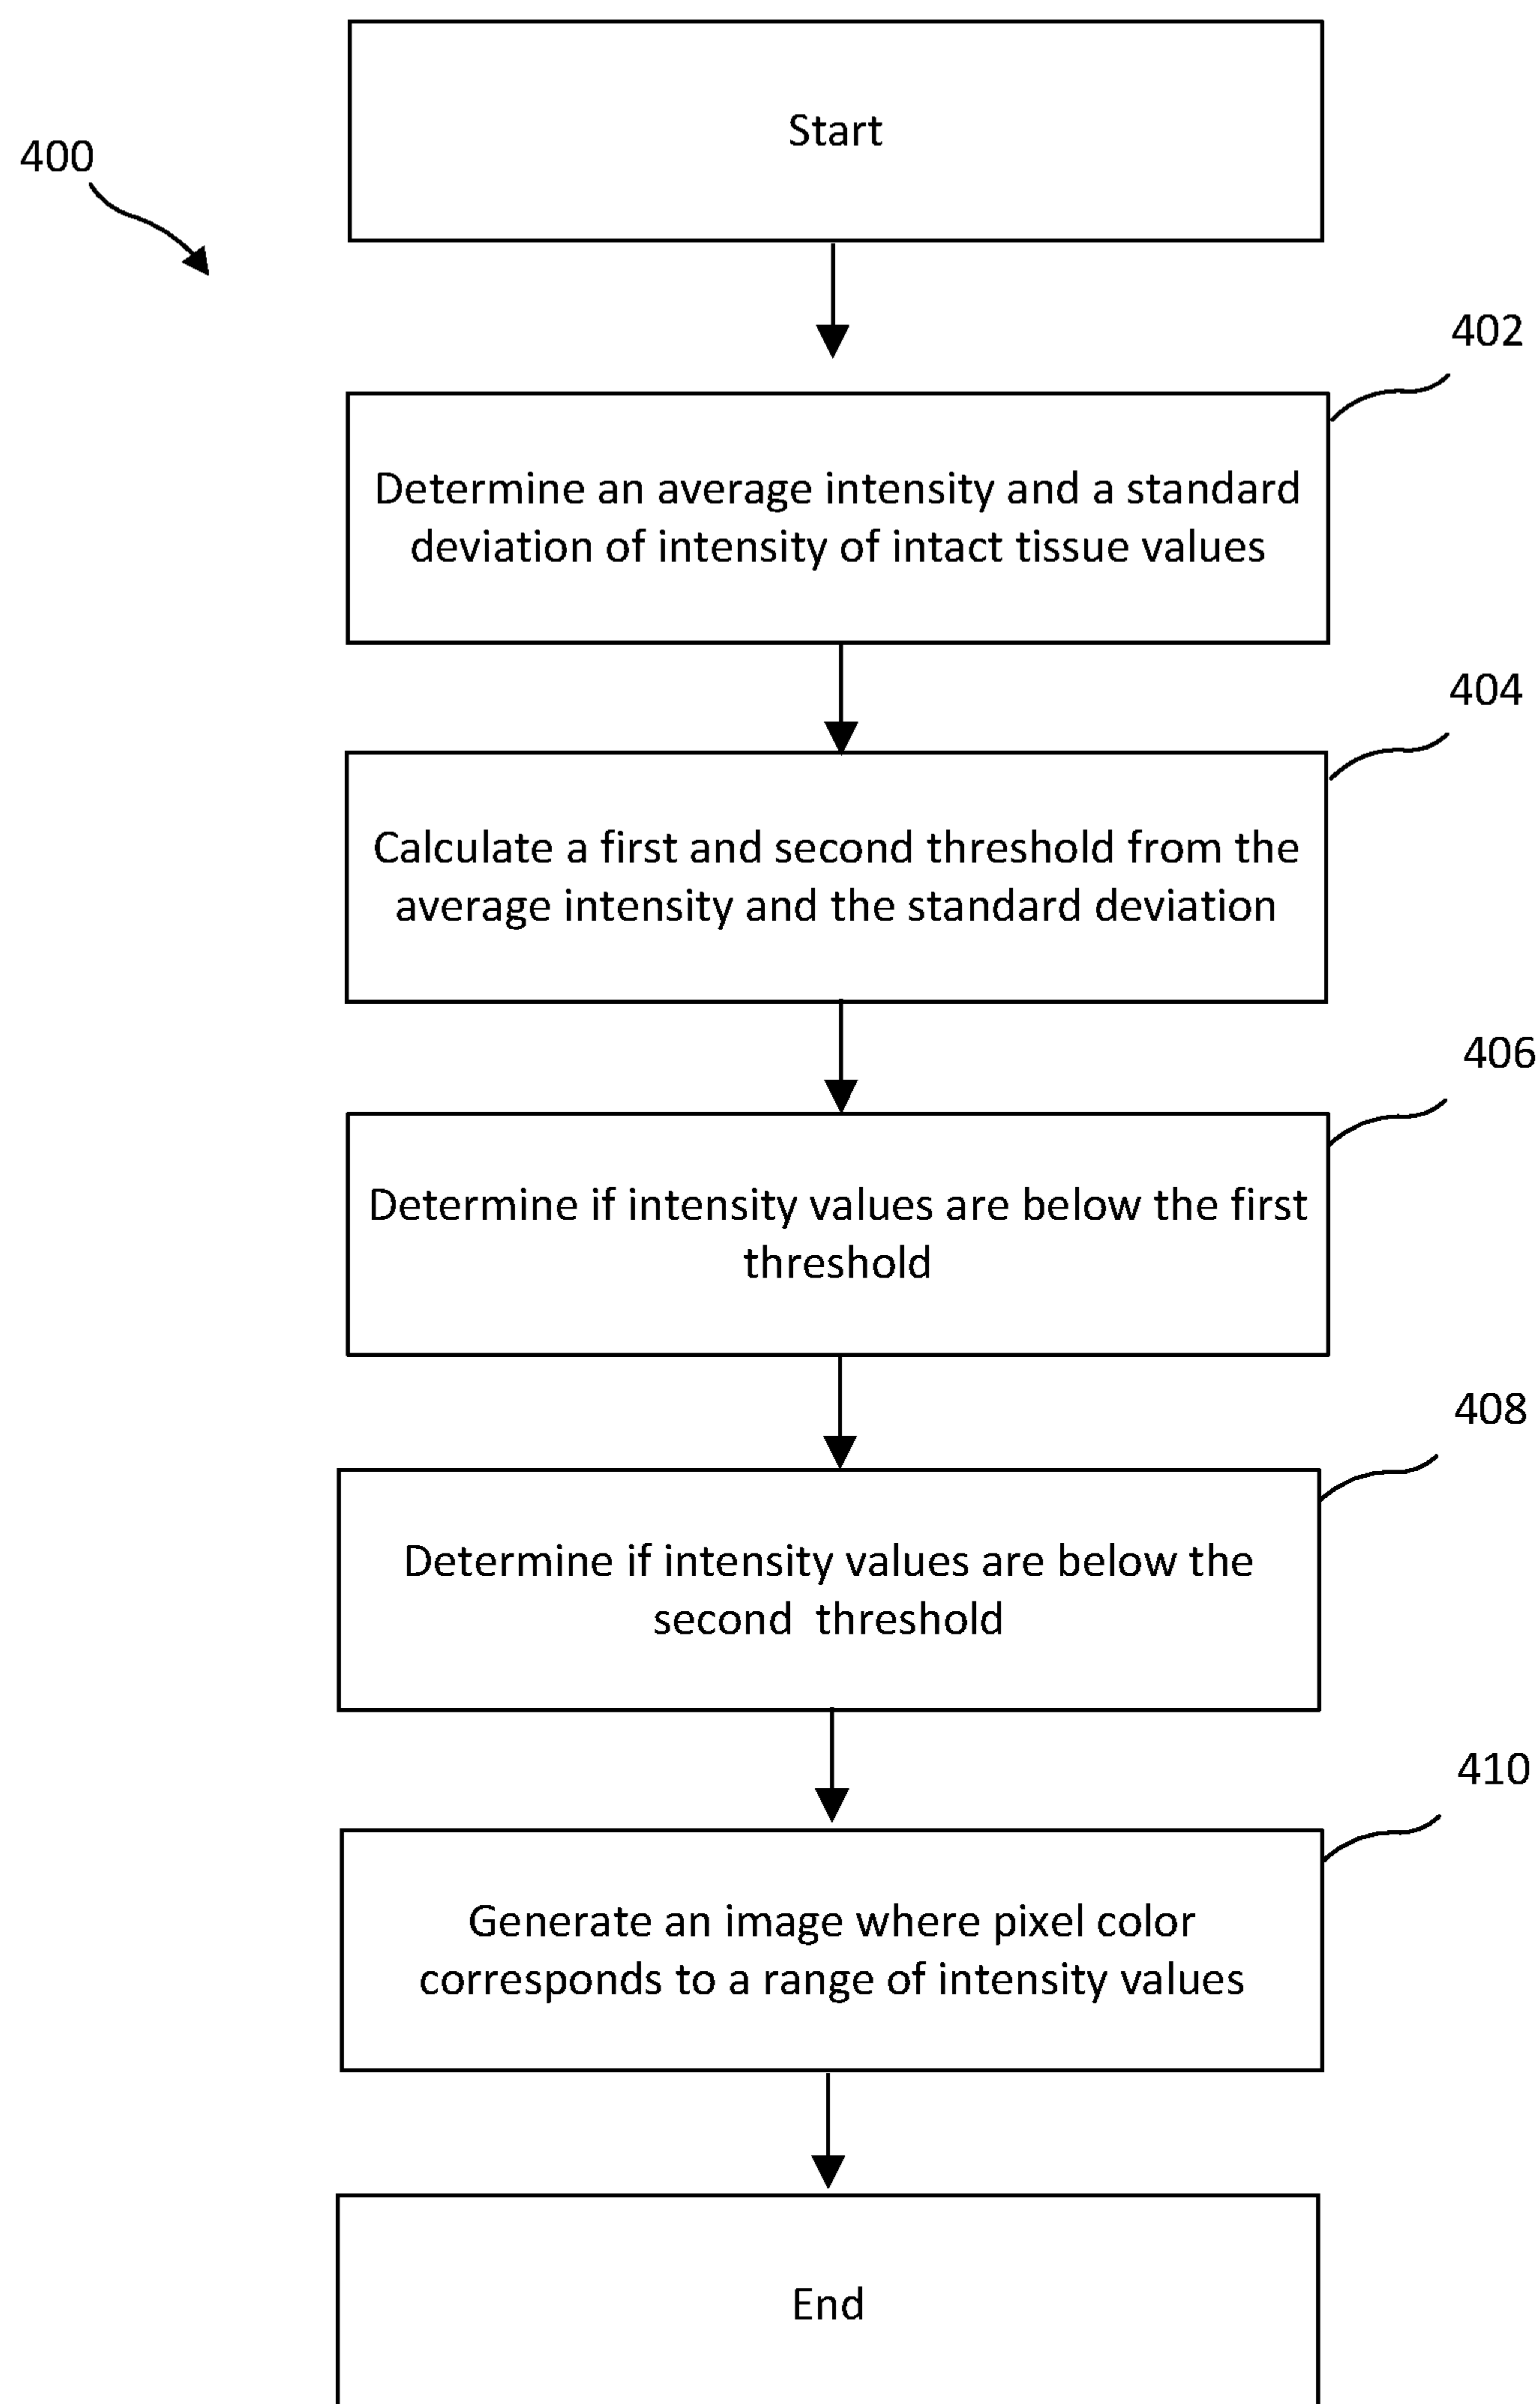 Start
400
402
Determine an average intensity and a standard
deviation of intensity of intact tissue values
404
Calculate a first and second threshold from the
average intensity and the standard deviation
406
Determine if intensity values are below the first
threshold
408
Determine if intensity values are below the
second  threshold
410
Generate an image where pixel color
corresponds to a range of intensity values
End